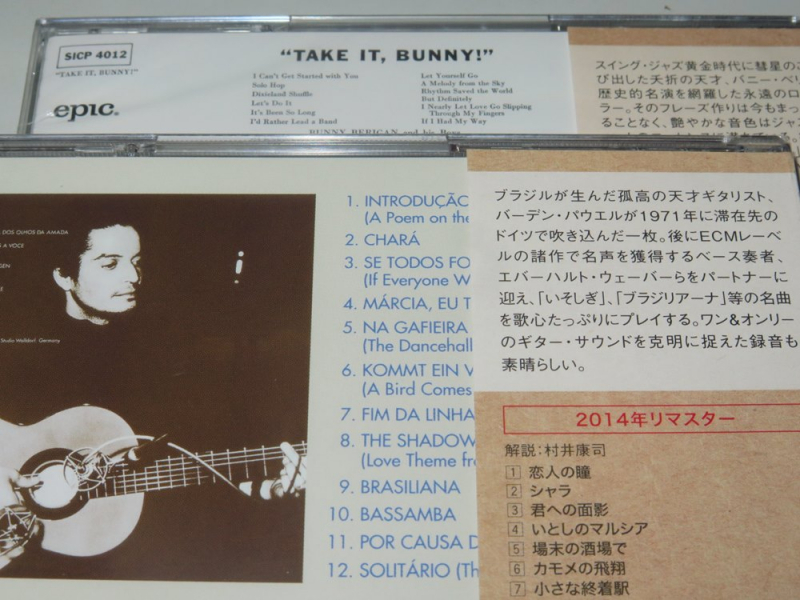 SICP 4012
"TAKE IT, BUNNY!"
"TAKE IT, BUNNY!"
epic®
I Can't Get Started with You
Solo Hop
Dixieland Shuffle
Let's Do It
It's Been So Long
I'd Rather Lead a Band
Let Yourself Go
A Melody from the Sky
Rhythm Saved the World
But Definitely
I Nearly Let Love Go Slipping
Through My Fingers
If I Had My Way
BUNNY BERIGAN and his Boys
スイング・ジャズ黄金時代に彗星のご
び出した夭折の天才、バニー・ベリ
歴史的名演を網羅した永遠のロ
ラー。そのフレーズ作りは今もまっ
ることなく、艶やかな音色はジャズ
DOS OLHOS DA AMADA
A VOCE
Studio Walldorf, Germany
1. INTRODUÇÃO
(A Poem on the
2. CHARÁ
3. SE TODOS FO
(If Everyone W
4. MÁRCIA, EU T
5. NA GAFIEIRA
(The Dancehall
6. KOMMT EIN V
(A Bird Comes
7. FIM DA LINHA
8. THE SHADOW
(Love Theme fr
9. BRASILIANA
10. BASSAMBA
11. POR CAUSA D
12. SOLITÁRIO (Th
ブラジルが生んだ孤高の天才ギタリスト、
バーデン・パウエルが1971年に滞在先の
ドイツで吹き込んだ一枚。後にECMレーベ
ルの諸作で名声を獲得するベース奏者、
エバーハルト・ウェーバーらをパートナーに
迎え、「いそしぎ」、「ブラジリアーナ」等の名曲
を歌心たっぷりにプレイする。ワン&オンリー
のギター・サウンドを克明に捉えた録音も
素晴らしい。
2014年リマスター
解説:村井康司
1 恋人の瞳
2 シャラ
3 君への面影
4 いとしのマルシア
5 場末の酒場で
6 カモメの飛翔
7 小さな終着駅